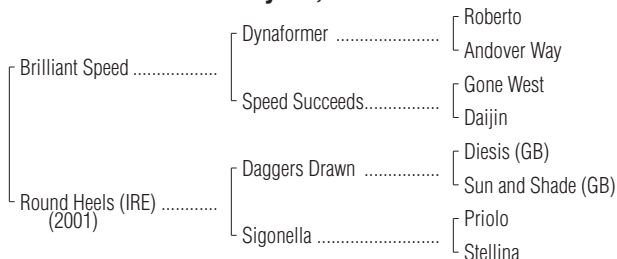 Roberto
Dynaformer ....................
Andover Way
Brilliant Speed .................
Gone West
Speed Succeeds...............
Daijin
Diesis (GB)
Daggers Drawn ...............
Sun and Shade (GB)
Round Heels (IRE) ...........
(2001)
Priolo
Sigonella ........................
Stellina